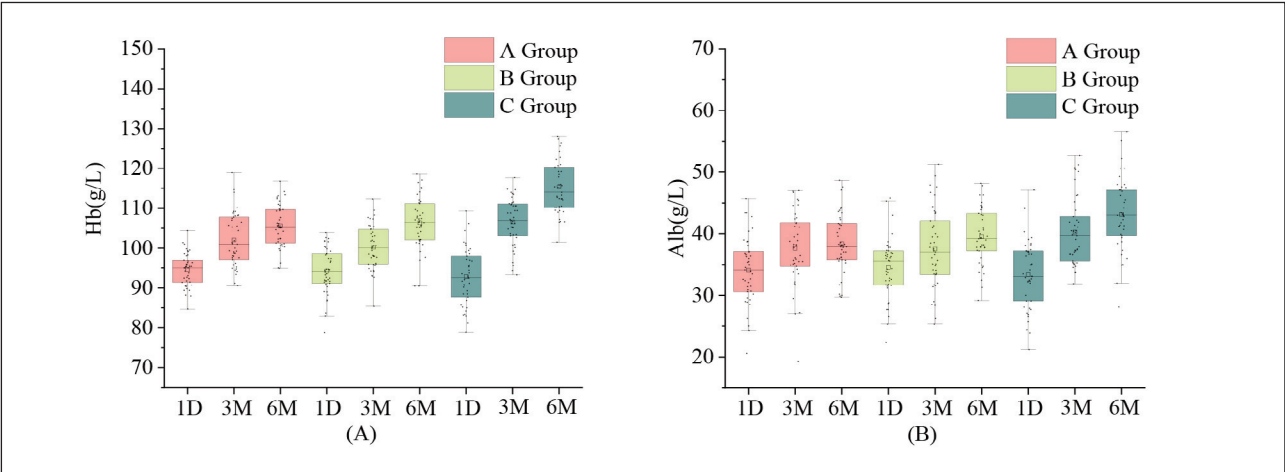 150
140
130
120
110
100
90
80
70
Hb(g/L)
A Group
B Group
C Group
1D 3M 6M 1D 3M 6M 1D 3M 6M
(A)
70
60
50
40
30
20
Alb(g/L)
A Group
B Group
C Group
1D 3M 6M 1D 3M 6M 1D 3M 6M
(B)